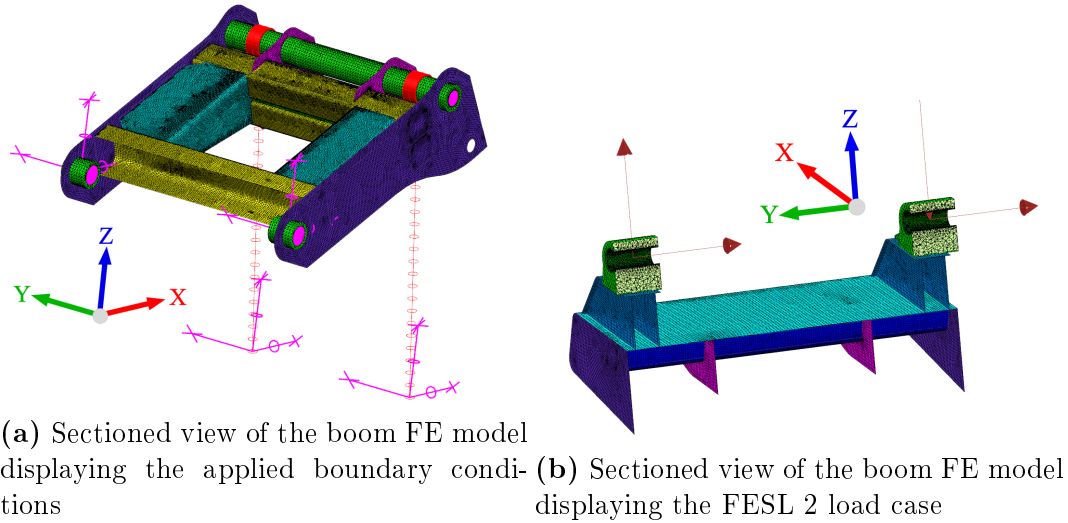 Z
Y
X
Z
X
Y
(a) Sectioned view of the boom FE model
displaying the applied boundary condi-
tions
(b) Sectioned view of the boom FE model
displaying the FESL 2 load case